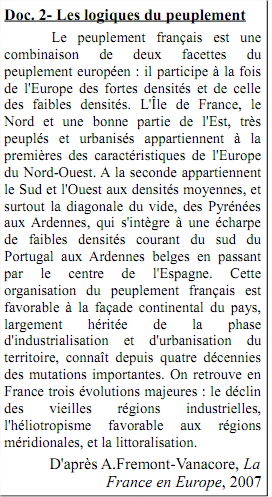 Doc. 2- Les logiques du peuplement
Le peuplement français est une
combinaison de deux facettes du
peuplement européen : il participe à la fois
de l'Europe des fortes densités et de celle
des faibles densités. L'Île de France, le
Nord et une bonne partie de l'Est, très
peuplés et urbanisés appartiennent à la
premières des caractéristiques de l'Europe
du Nord-Ouest. A la seconde appartiennent
le Sud et l'Ouest aux densités moyennes, et
surtout la diagonale du vide, des Pyrénées
aux Ardennes, qui s'intègre à une écharpe
de faibles densités courant du sud du
Portugal aux Ardennes belges en passant
par le centre de l'Espagne. Cette
organisation du peuplement français est
favorable à la façade continental du pays,
largement héritée de la phase
d'industrialisation et d'urbanisation du
territoire, connaît depuis quatre décennies
des mutations importantes. On retrouve en
France trois évolutions majeures : le déclin
des vieilles régions industrielles,
l'héliotropisme favorable aux régions
méridionales, et la littoralisation.
D'après A.Fremont-Vanacore, La
France en Europe, 2007